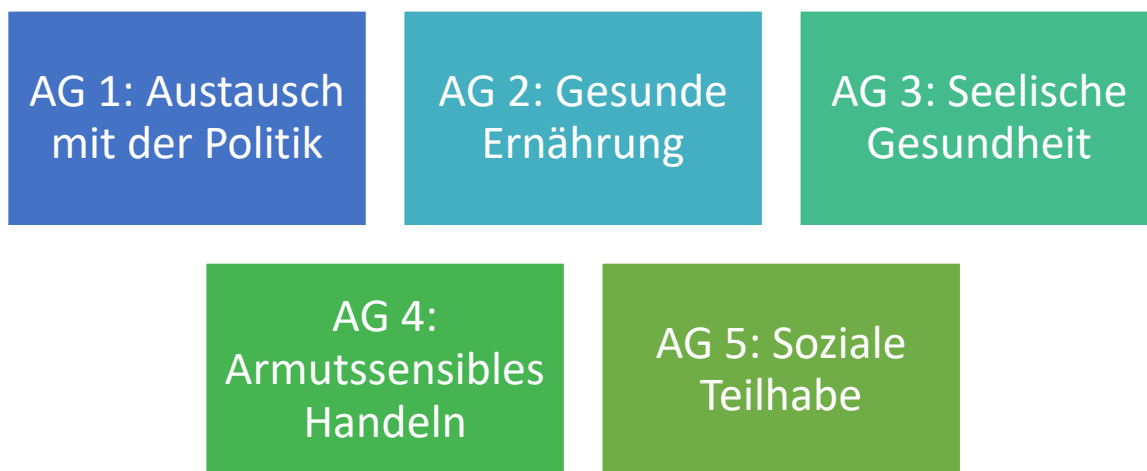 AG 1: Austausch
mit der Politik
AG 2: Gesunde
Ernährung
AG 3: Seelische
Gesundheit
AG 4:
Armutssensibles
Handeln
AG 5: Soziale
Teilhabe